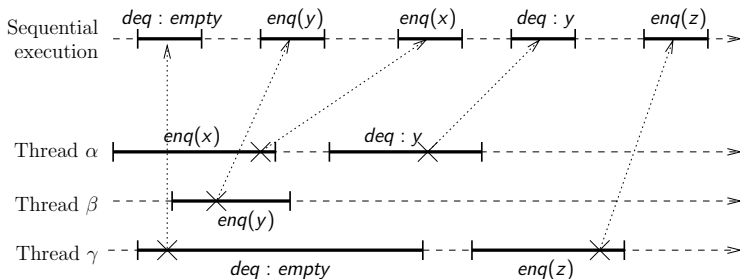 deq : empty
enq(y)
enq(x)
deq : y
enq(z)
Sequential
execution
enq(x)
deq : y
Thread α
Thread β
enq(y)
Thread γ
deq : empty
enq(z)